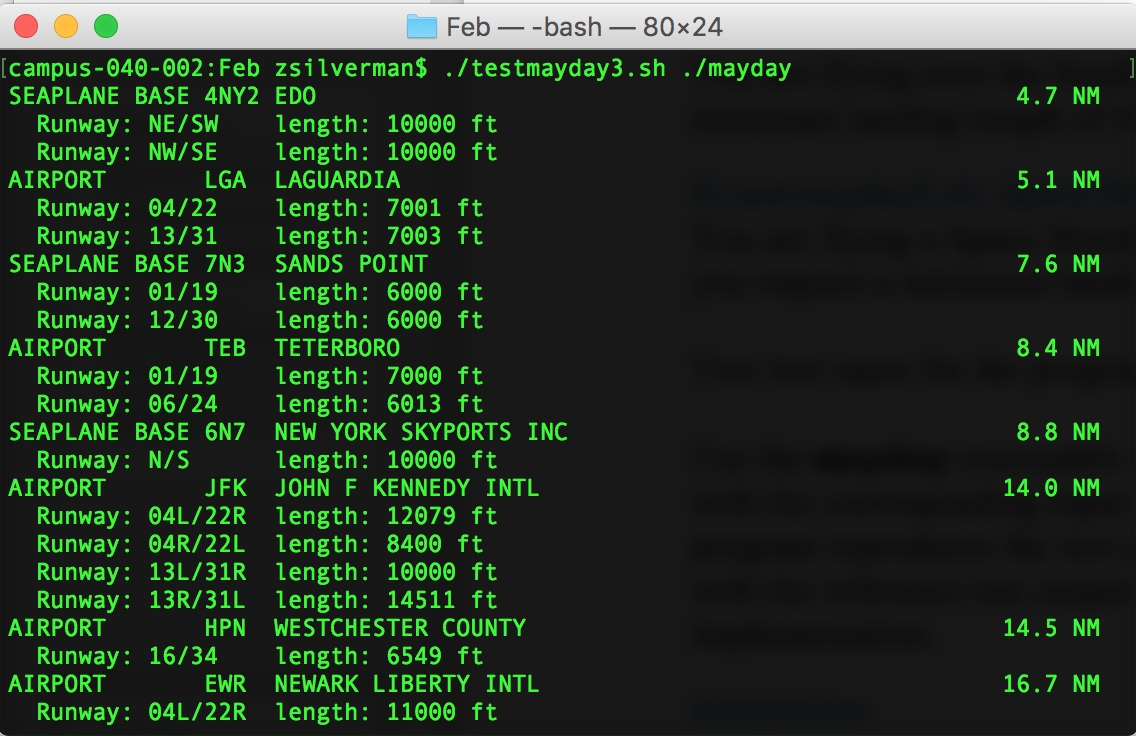 Feb — -bash — 80×24
[campus-040-002:Feb zsilverman$ ./testmayday3.sh ./mayday ]
SEAPLANE BASE 4NY2 EDO 4.7 NM
Runway: NE/SW length: 10000 ft
Runway: NW/SE length: 10000 ft
AIRPORT LGA LAGUARDIA 5.1 NM
Runway: 04/22 length: 7001 ft
Runway: 13/31 length: 7003 ft
SEAPLANE BASE 7N3 SANDS POINT 7.6 NM
Runway: 01/19 length: 6000 ft
Runway: 12/30 length: 6000 ft
AIRPORT TEB TETERBORO 8.4 NM
Runway: 01/19 length: 7000 ft
Runway: 06/24 length: 6013 ft
SEAPLANE BASE 6N7 NEW YORK SKYPORTS INC 8.8 NM
Runway: N/S length: 10000 ft
AIRPORT JFK JOHN F KENNEDY INTL 14.0 NM
Runway: 04L/22R length: 12079 ft
Runway: 04R/22L length: 8400 ft
Runway: 13L/31R length: 10000 ft
Runway: 13R/31L length: 14511 ft
AIRPORT HPN WESTCHESTER COUNTY 14.5 NM
Runway: 16/34 length: 6549 ft
AIRPORT EWR NEWARK LIBERTY INTL 16.7 NM
Runway: 04L/22R length: 11000 ft